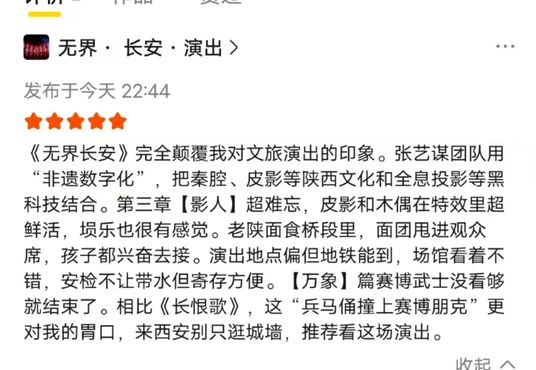 无界· 长安·演出
发布于今天 22:44
《无界长安》完全颠覆我对文旅演出的印象。张艺谋团队用
“非遗数字化”，把秦腔、皮影等陕西文化和全息投影等黑
科技结合。第三章【影人】超难忘，皮影和木偶在特效里超
鲜活，埙乐也很有感觉。老陕面食桥段里，面团甩进观众
席，孩子都兴奋去接。演出地点偏但地铁能到，场馆看着不
错，安检不让带水但寄存方便。【万象】篇赛博武士没看够
就结束了。相比《长恨歌》，这“兵马俑撞上赛博朋克”更
对我的胃口，来西安别只逛城墙，推荐看这场演出。
收起